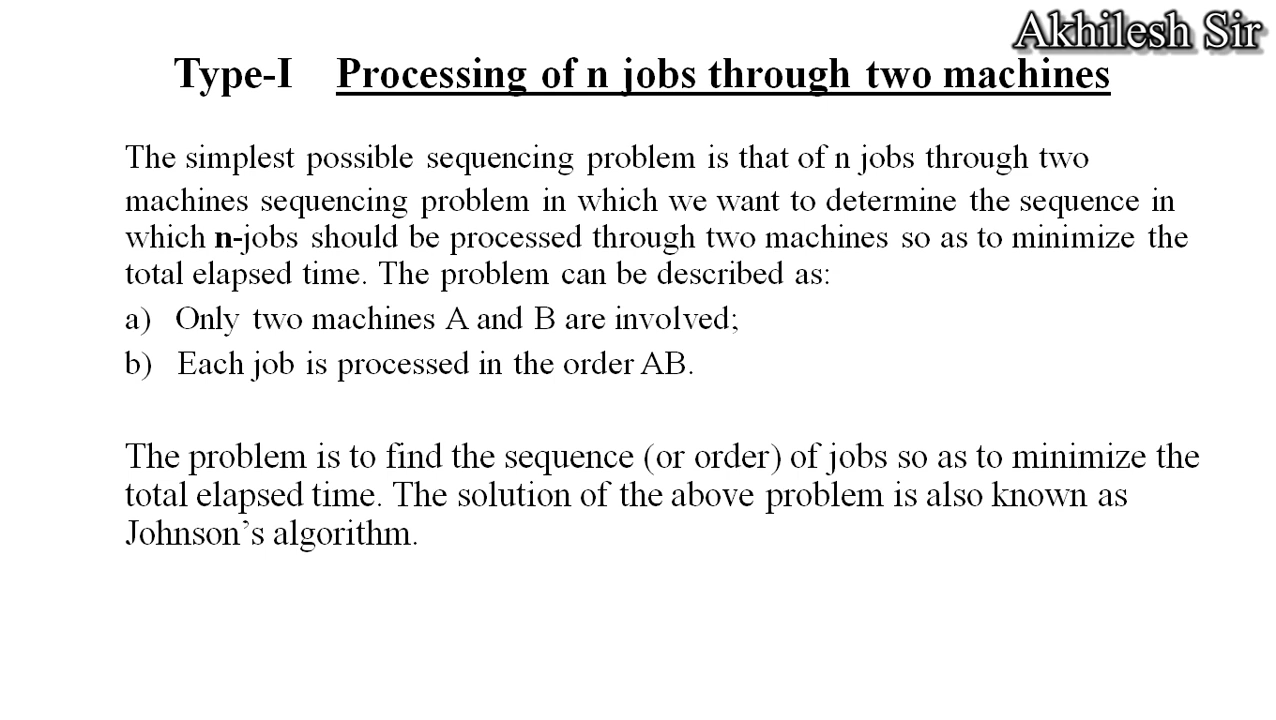 Akhilesh Sir
Type-I Processing of n jobs through two machines
The simplest possible sequencing problem is that of n jobs through two
machines sequencing problem in which we want to determine the sequence in
which n-jobs should be processed through two machines so as to minimize the
total elapsed time. The problem can be described as:
a) Only two machines A and B are involved;
b) Each job is processed in the order AB.
The problem is to find the sequence (or order) of jobs so as to minimize the
total elapsed time. The solution of the above problem is also known as
Johnson’s algorithm.